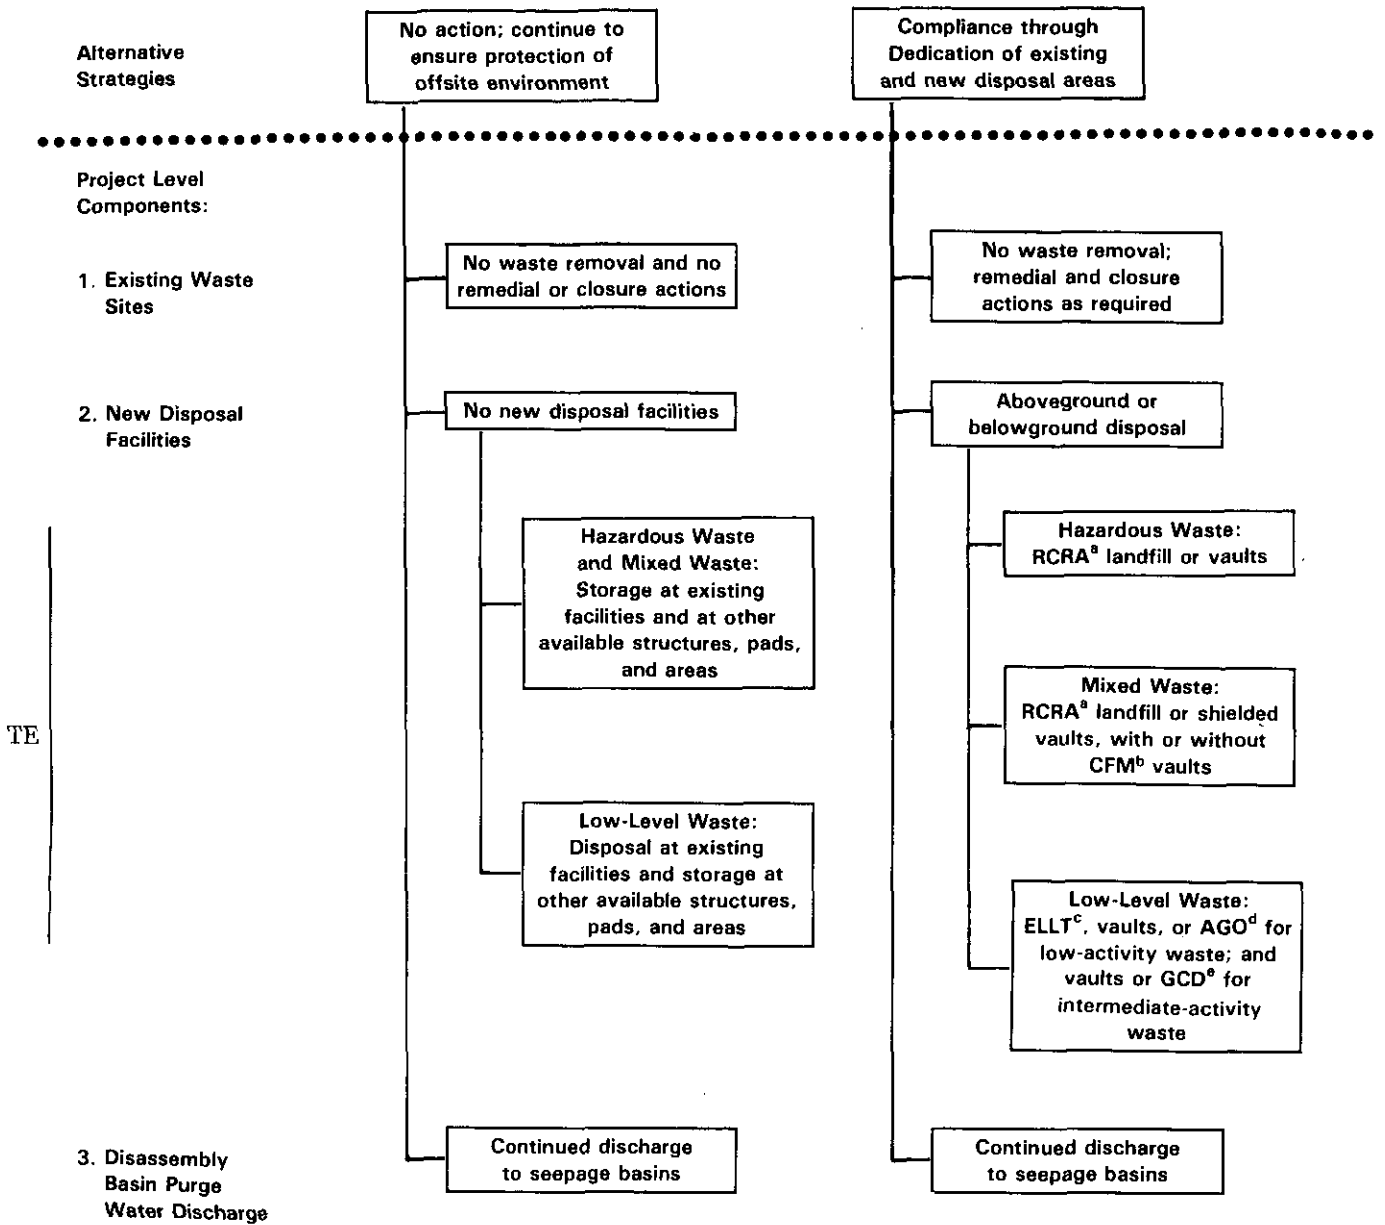 Alternative
Strategies
No action; continue to
ensure protection of
offsite environment
Compliance through
Dedication of existing
and new disposal areas
Project Level
Components:
1. Existing Waste
Sites
No waste removal and no
remedial or closure actions
No waste removal;
remedial and closure
actions as required
2. New Disposal
Facilities
No new disposal facilities
Aboveground or
belowground disposal
Hazardous Waste
and Mixed Waste:
Storage at existing
facilities and at other
available structures, pads,
and areas
Hazardous Waste:
RCRAᵃ landfill or vaults
Mixed Waste:
RCRAᵃ landfill or shielded
vaults, with or without
CFMᵇ vaults
TE
Low-Level Waste:
Disposal at existing
facilities and storage at
other available structures,
pads, and areas
Low-Level Waste:
ELLTᶜ, vaults, or AGOᵈ for
low-activity waste; and
vaults or GCDᵉ for
intermediate-activity
waste
3. Disassembly
Basin Purge
Water Discharge
Continued discharge
to seepage basins
Continued discharge
to seepage basins